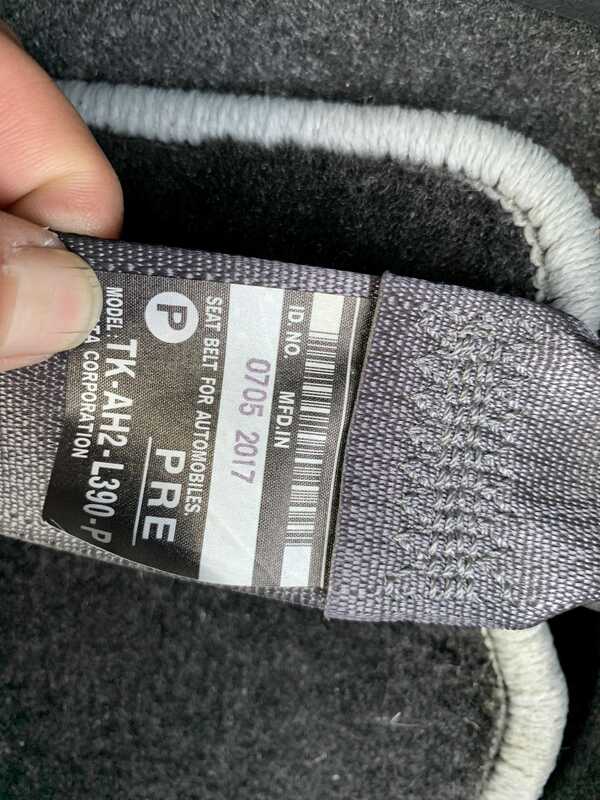 ID. NO. MFD.IN
0705 2017
SEAT BELT FOR AUTOMOBILES
P PRE
MODEL. TK-AH2-L390-P
CORPORATION